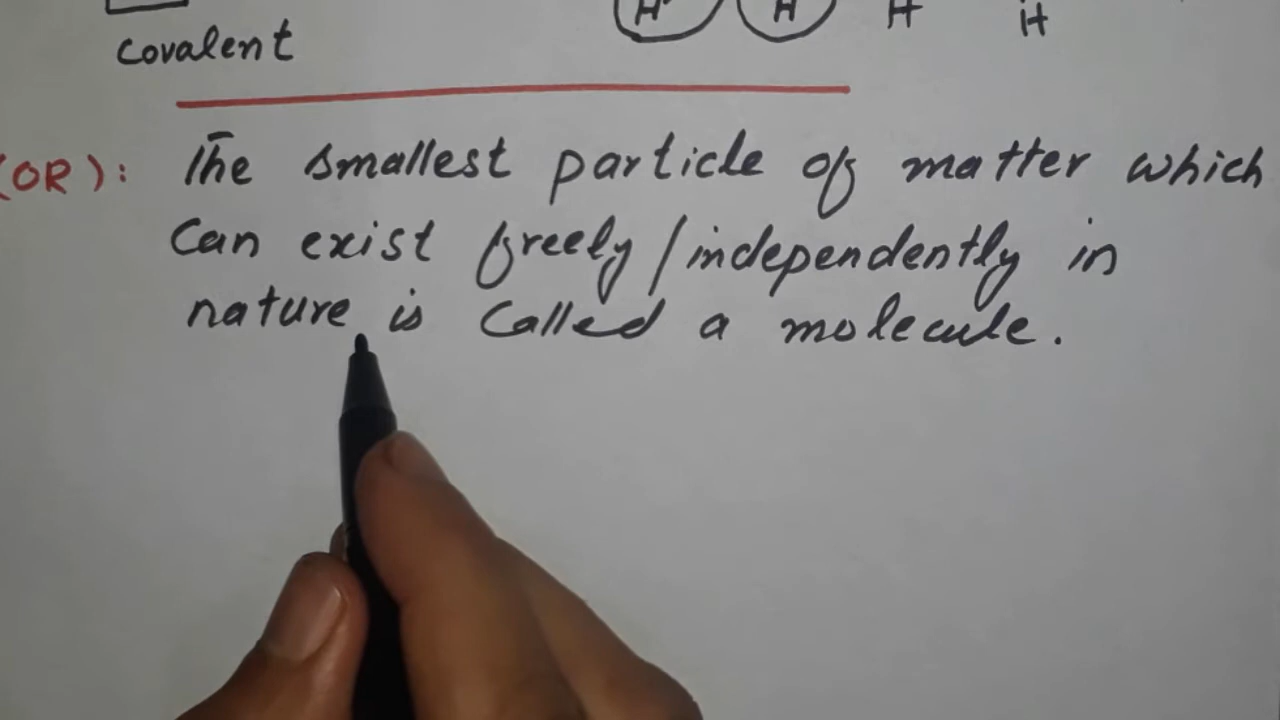 H H H H
covalent
(OR): The smallest particle of matter which
can exist freely/independently in
nature is called a molecule.